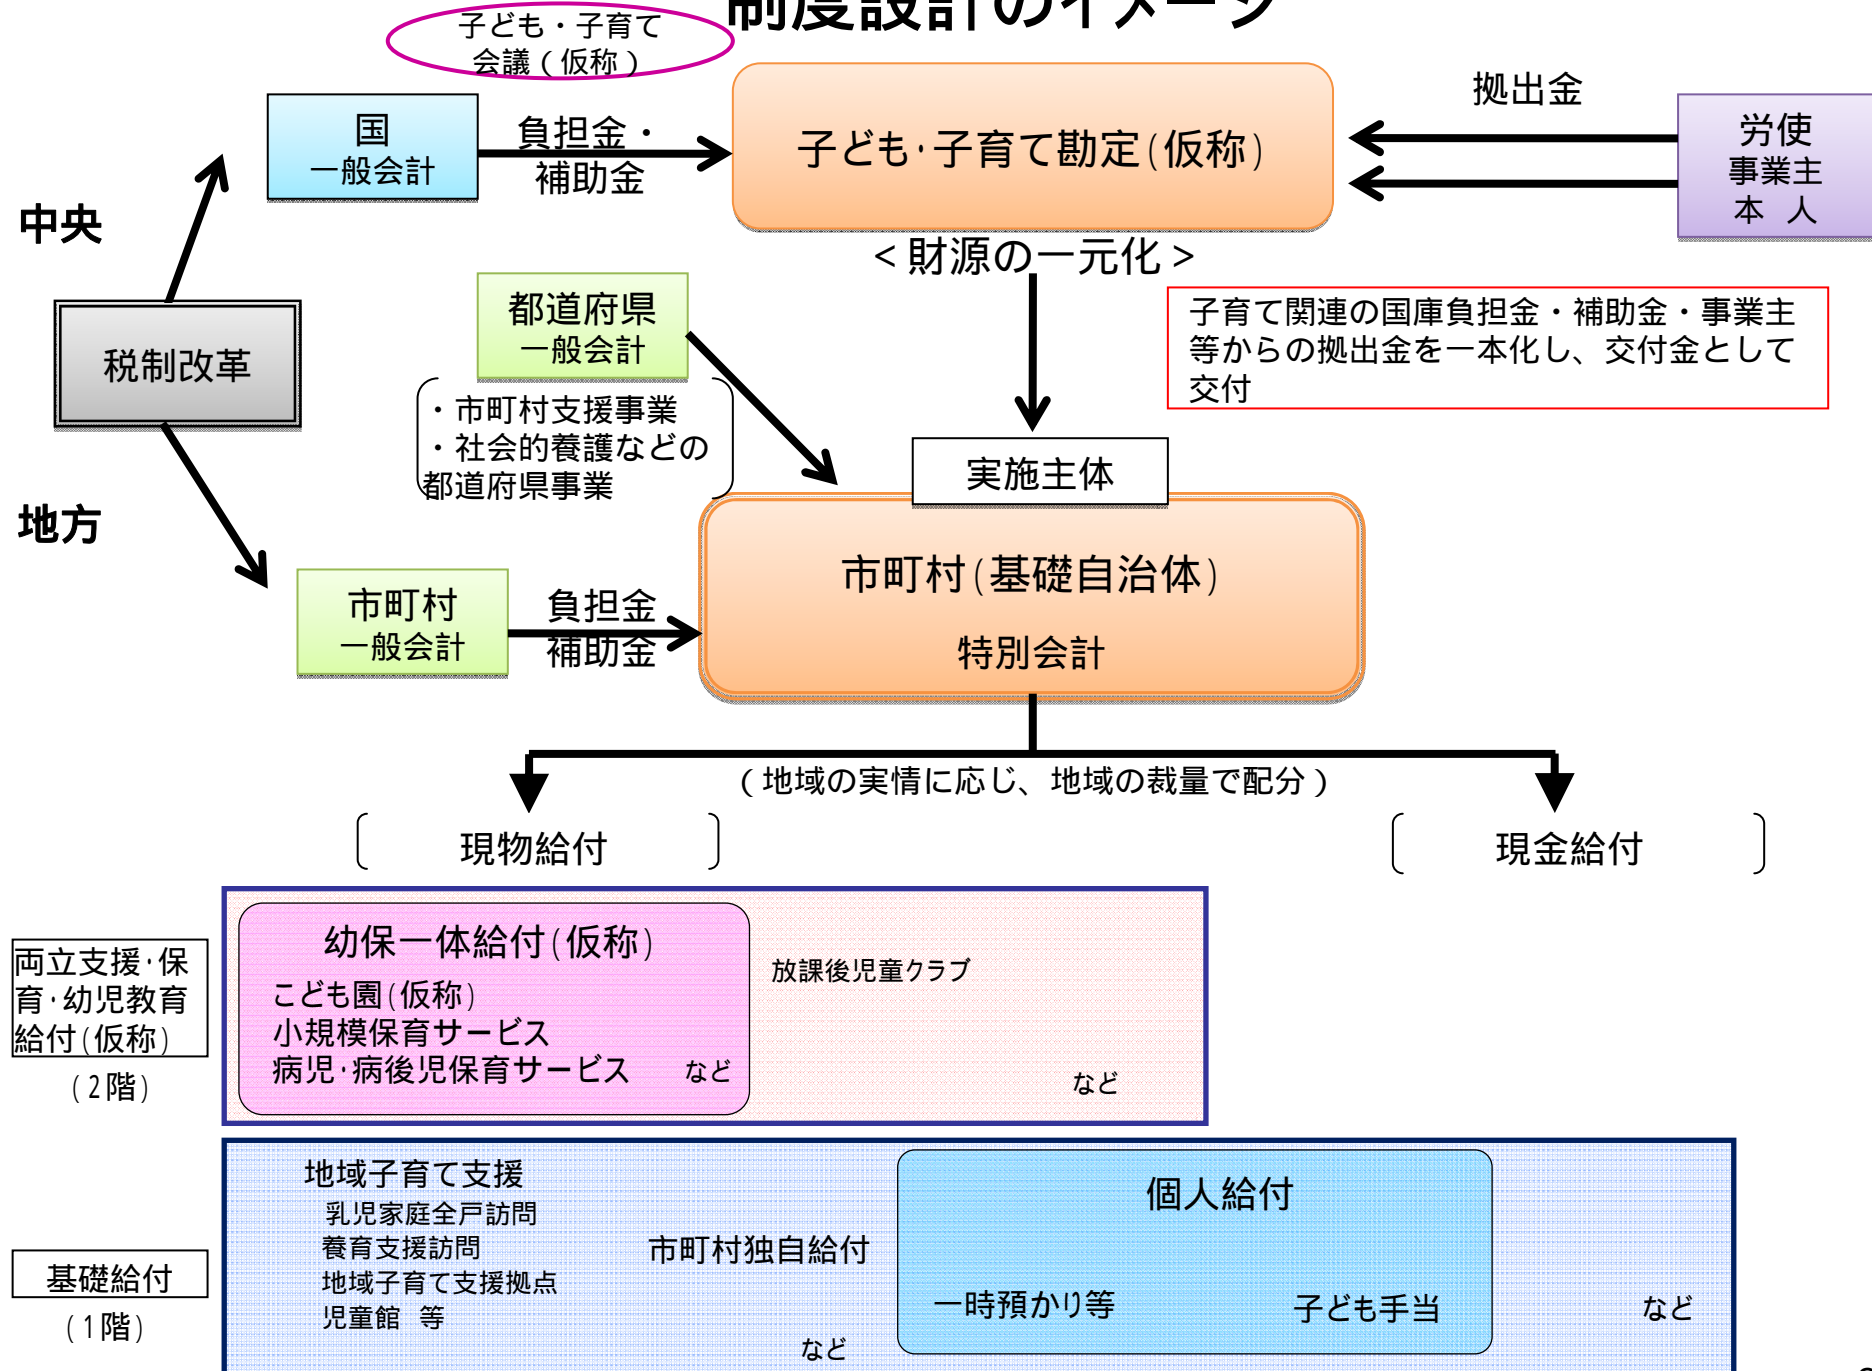 制度設計のイメージ
子ども・子育て
会議(仮称)
国
一般会計
負担金・
補助金
子ども・子育て勘定(仮称)
拠出金
労使
事業主
本 人
中央
<財源の一元化>
都道府県
一般会計
子育て関連の国庫負担金・補助金・事業主
等からの拠出金を一本化し、交付金として
交付
税制改革
・市町村支援事業
・社会的養護などの
都道府県事業
実施主体
地方
市町村(基礎自治体)
特別会計
市町村
一般会計
負担金
補助金
(地域の実情に応じ、地域の裁量で配分)
現物給付
現金給付
両立支援・保
育・幼児教育
給付(仮称)
(2階)
幼保一体給付(仮称)
こども園(仮称)
小規模保育サービス
病児・病後児保育サービス など
放課後児童クラブ
など
基礎給付
(1階)
地域子育て支援
乳児家庭全戸訪問
養育支援訪問
地域子育て支援拠点
児童館 等
市町村独自給付
など
個人給付
一時預かり等
子ども手当
など